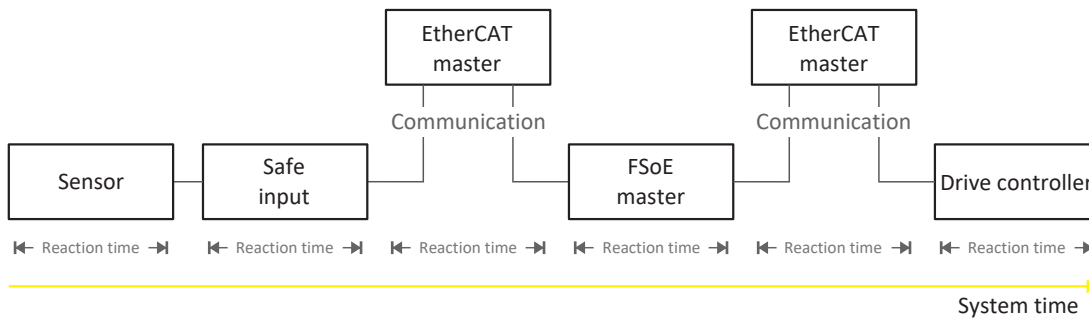 EtherCAT
master
EtherCAT
master
Communication
Communication
Sensor
Safe
input
FSoE
master
Drive controller
Reaction time
Reaction time
Reaction time
Reaction time
Reaction time
Reaction time
System time